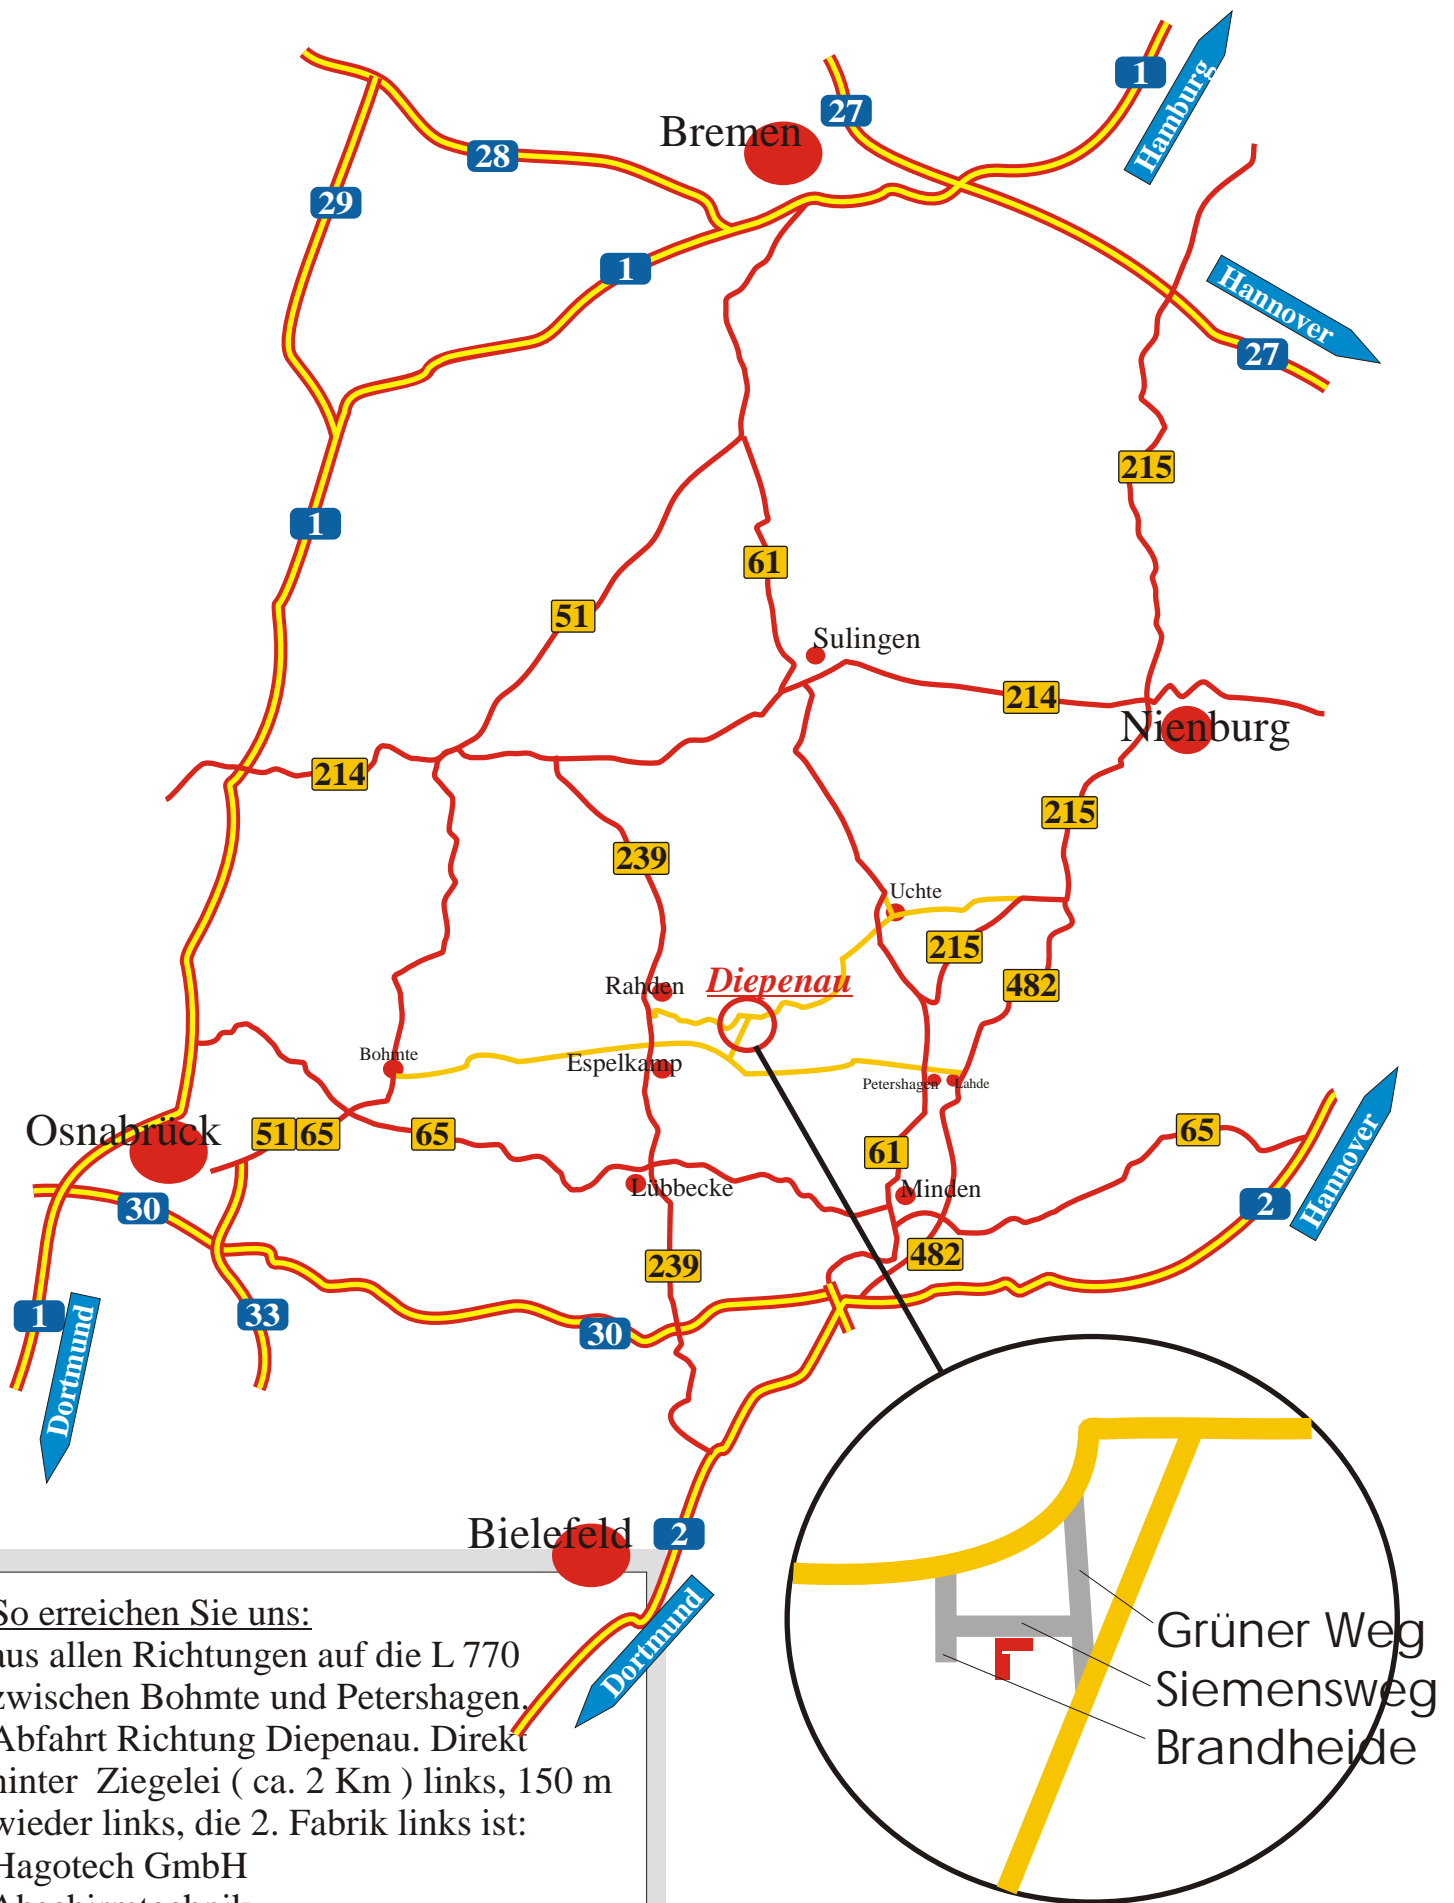 1
Hamburg
27
Bremen
28
29
1
Hannover
27
215
1
61
51
Sulingen
214
Nienburg
214
215
239
Uchte
215
Rahden
Diepenau
482
Bohmte
Espelkamp
Petershagen
Lahde
Osnabrück
51 65
65
65
61
Lübbecke
Minden
Hannover
30
2
482
239
1
33
30
Dortmund
Bielefeld
2
Dortmund
So erreichen Sie uns:
aus allen Richtungen auf die L 770
zwischen Bohmte und Petershagen.
Abfahrt Richtung Diepenau. Direkt
hinter Ziegelei ( ca. 2 Km ) links, 150 m
wieder links, die 2. Fabrik links ist:
Hagotech GmbH
Grüner Weg
Siemensweg
Brandheide